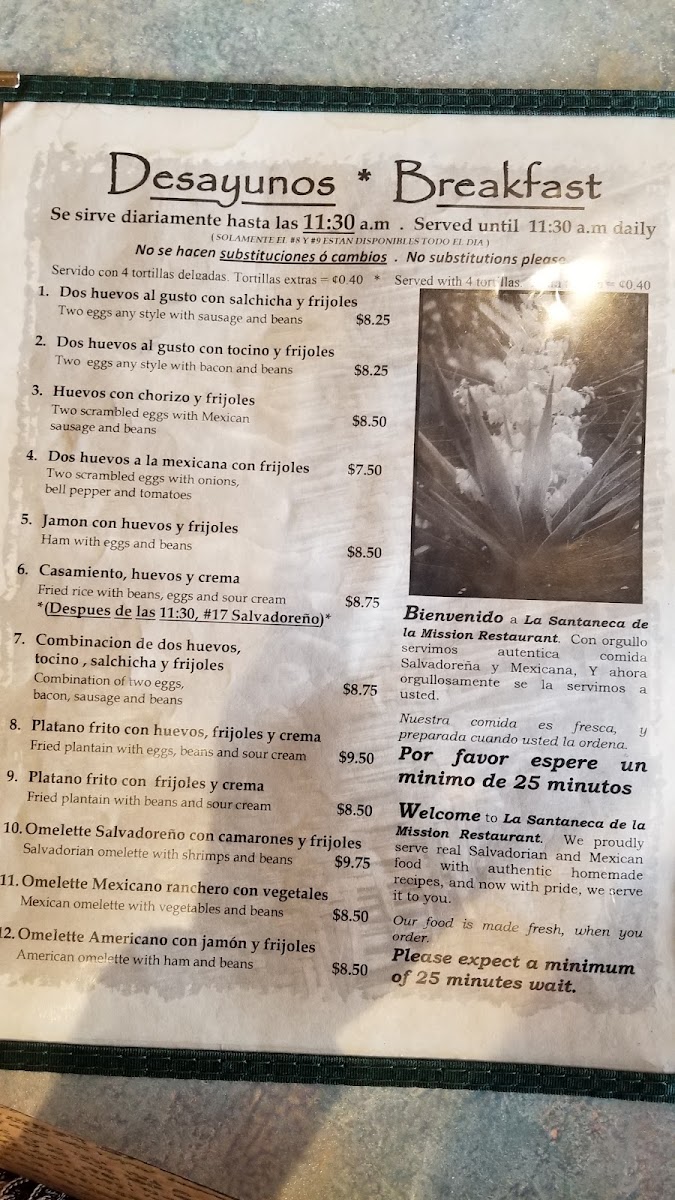 Desayunos * Breakfast
Se sirve diariamente hasta las 11:30 a.m . Served until 11:30 a.m daily
( SOLAMENTE EL #8 Y #9 ESTAN DISPONIBLES TODO EL DIA )
No se hacen substituciones ó cambios . No substitutions please
Servido con 4 tortillas delgadas. Tortillas extras = ¢0.40 * Served with 4 tortillas = ¢0.40
1. Dos huevos al gusto con salchicha y frijoles
Two eggs any style with sausage and beans $8.25
2. Dos huevos al gusto con tocino y frijoles
Two eggs any style with bacon and beans $8.25
3. Huevos con chorizo y frijoles
Two scrambled eggs with Mexican
sausage and beans $8.50
4. Dos huevos a la mexicana con frijoles $7.50
Two scrambled eggs with onions,
bell pepper and tomatoes
5. Jamon con huevos y frijoles
Ham with eggs and beans $8.50
6. Casamiento, huevos y crema
Fried rice with beans, eggs and sour cream $8.75
*(Despues de las 11:30, #17 Salvadoreño)*
7. Combinacion de dos huevos,
tocino , salchicha y frijoles
Combination of two eggs,
bacon, sausage and beans $8.75
8. Platano frito con huevos, frijoles y crema
Fried plantain with eggs, beans and sour cream $9.50
9. Platano frito con frijoles y crema
Fried plantain with beans and sour cream $8.50
10. Omelette Salvadoreño con camarones y frijoles
Salvadorian omelette with shrimps and beans $9.75
11. Omelette Mexicano ranchero con vegetales
Mexican omelette with vegetables and beans $8.50
12. Omelette Americano con jamón y frijoles
American omelette with ham and beans $8.50
Bienvenido a La Santaneca de
la Mission Restaurant. Con orgullo
servimos autentica comida
Salvadoreña y Mexicana, Y ahora
orgullosamente se la servimos a
usted.
Nuestra comida es fresca, y
preparada cuando usted la ordena.
Por favor espere un
minimo de 25 minutos
Welcome to La Santaneca de la
Mission Restaurant. We proudly
serve real Salvadorian and Mexican
food with authentic homemade
recipes, and now with pride, we serve
it to you.
Our food is made fresh, when you
order.
Please expect a minimum
of 25 minutes wait.